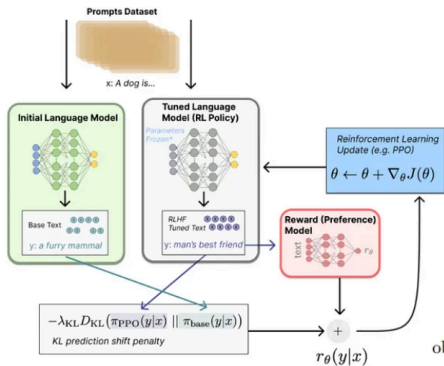 Prompts Dataset
x: A dog is...
Initial Language Model
Base Text
y: a furry mammal
Tuned Language
Model (RL Policy)
Parameters
Frozen*
RLHF
Tuned Text
y: man's best friend
Reinforcement Learning
Update (e.g. PPO)
θ ← θ + ∇θJ(θ)
Reward (Preference)
Model
text
rθ
−λKL DKL(πPPO(y|x) || πbase(y|x))
KL prediction shift penalty
+
rθ(y|x)